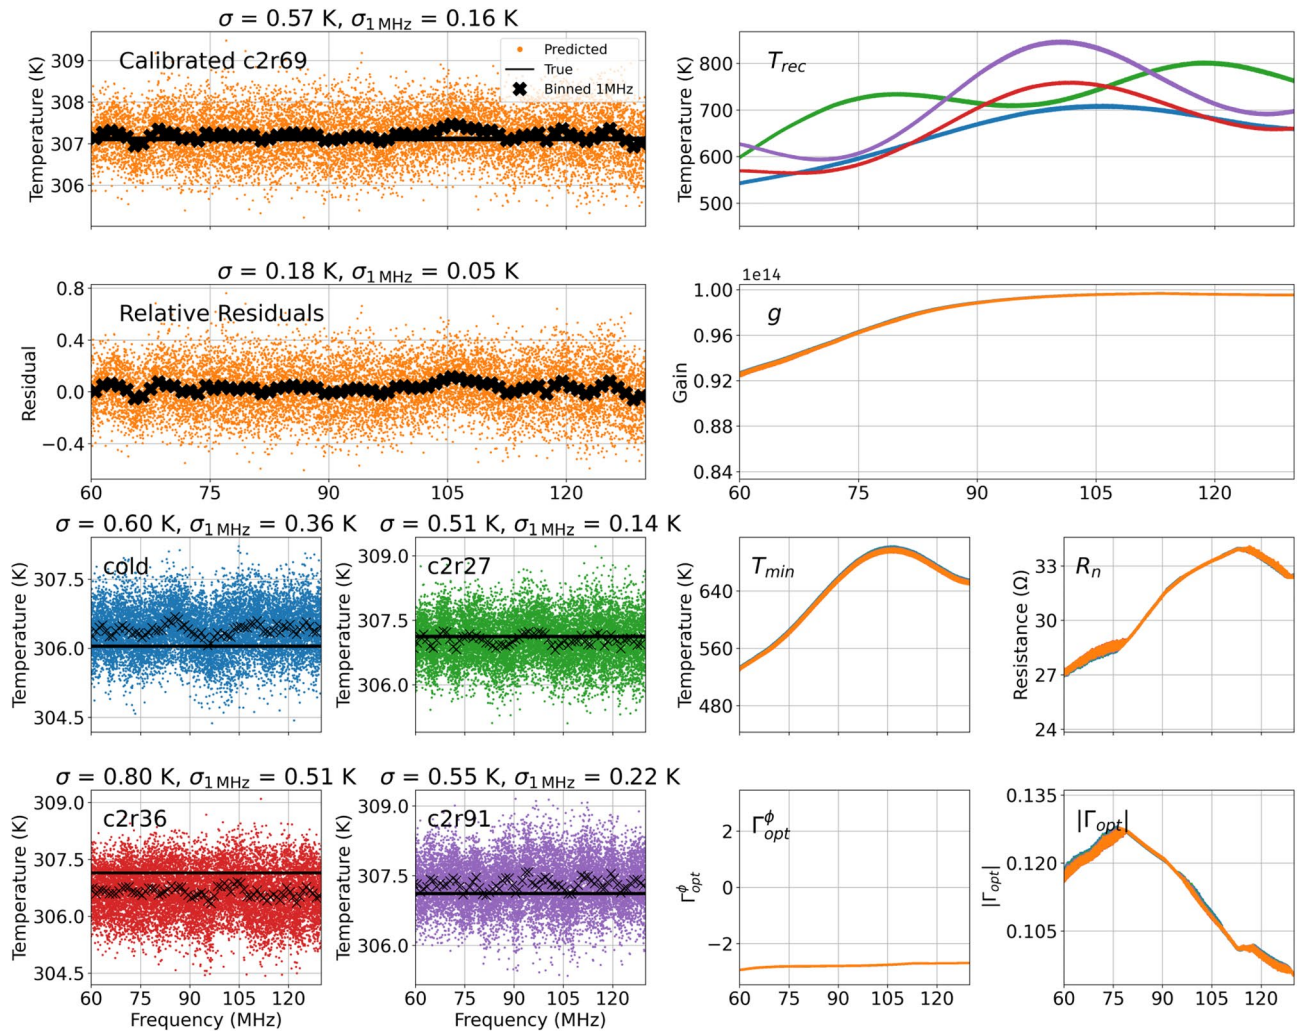 σ = 0.57 K, σ1 MHz = 0.16 K
Calibrated c2r69
Predicted
True
Binned 1MHz
Temperature (K)
309
308
307
306
Trec
Temperature (K)
800
700
600
500
σ = 0.18 K, σ1 MHz = 0.05 K
Relative Residuals
Residual
0.8
0.4
0.0
−0.4
60 75 90 105 120
1e14
g
Gain
1.00
0.96
0.92
0.88
0.84
60 75 90 105 120
σ = 0.60 K, σ1 MHz = 0.36 K
cold
Temperature (K)
307.5
306.0
304.5
σ = 0.51 K, σ1 MHz = 0.14 K
c2r27
Temperature (K)
309.0
307.5
306.0
Tmin
Temperature (K)
640
560
480
Rn
Resistance (Ω)
33
30
27
24
σ = 0.80 K, σ1 MHz = 0.51 K
c2r36
Temperature (K)
309.0
307.5
306.0
304.5
60 75 90 105 120
Frequency (MHz)
σ = 0.55 K, σ1 MHz = 0.22 K
c2r91
Temperature (K)
309.0
307.5
306.0
60 75 90 105 120
Frequency (MHz)
Γϕopt
Γϕopt
2
0
−2
60 75 90 105 120
|Γopt|
|Γopt|
0.1350
0.1200
0.1050
60 75 90 105 120